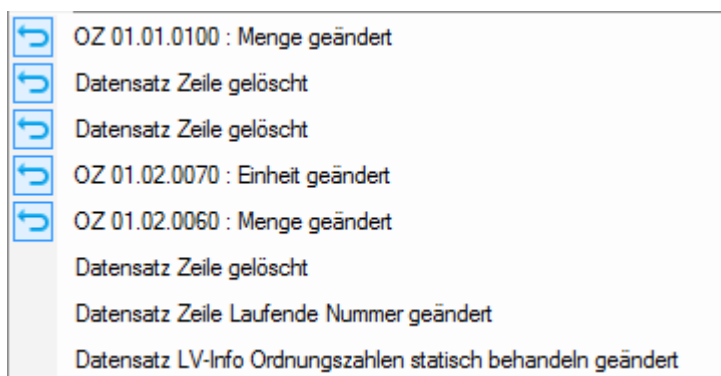 OZ 01.01.0100 : Menge geändert
Datensatz Zeile gelöscht
Datensatz Zeile gelöscht
OZ 01.02.0070 : Einheit geändert
OZ 01.02.0060 : Menge geändert
Datensatz Zeile gelöscht
Datensatz Zeile Laufende Nummer geändert
Datensatz LV-Info Ordnungszahlen statisch behandeln geändert